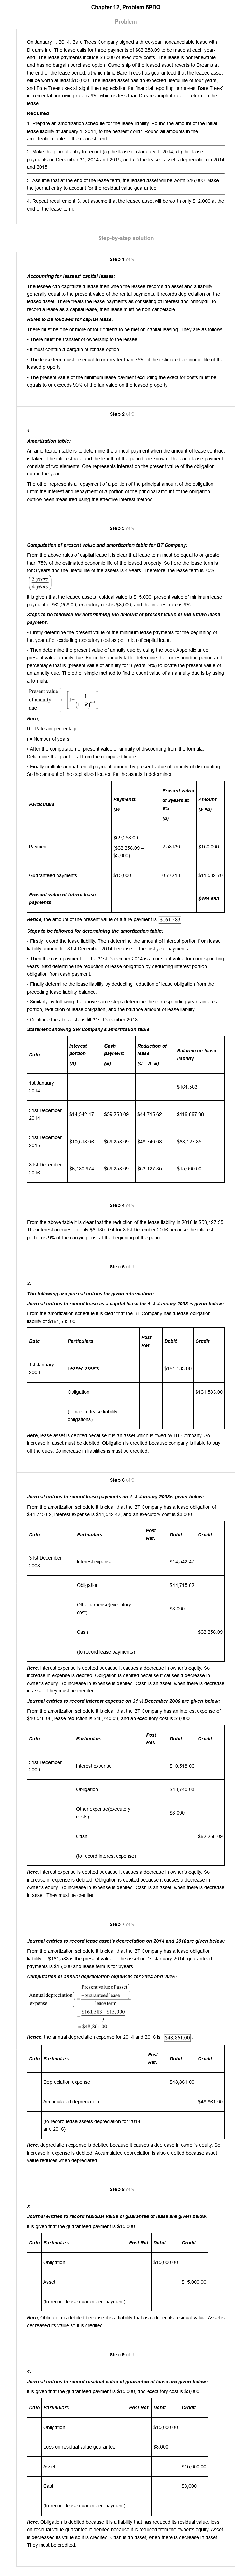 Chapter 12, Problem 5PDQ
Problem
On January 1, 2014, Bare Trees Company signed a three-year noncancelable lease with
Dreams Inc. The lease calls for three payments of $62,258.09 to be made at each year-
end. The lease payments include $3,000 of executory costs. The lease is nonrenewable
and has no bargain purchase option. Ownership of the leased asset reverts to Dreams at
the end of the lease period, at which time Bare Trees has guaranteed that the leased asset
will be worth at least $15,000. The leased asset has an expected useful life of four years,
and Bare Trees uses straight-line depreciation for financial reporting purposes. Bare Trees'
incremental borrowing rate is 9%, which is less than Dreams' implicit rate of return on the
lease.
Required:
1. Prepare an amortization schedule for the lease liability. Round the amount of the initial
lease liability at January 1, 2014, to the nearest dollar. Round all amounts in the
amortization table to the nearest cent.
2. Make the journal entry to record (a) the lease on January 1, 2014; (b) the lease
payments on December 31, 2014 and 2015; and (c) the leased asset's depreciation in 2014
and 2015.
3. Assume that at the end of the lease term, the leased asset will be worth $16,000. Make
the journal entry to account for the residual value guarantee.
4. Repeat requirement 3, but assume that the leased asset will be worth only $12,000 at the
end of the lease term.
Step-by-step solution
Step 1 of 9
Accounting for lessees' capital leases:
The lessee can capitalize a lease then when the lessee records an asset and a liability
generally equal to the present value of the rental payments. It records depreciation on the
leased asset. There treats the lease payments as consisting of interest and principal. To
record a lease as a capital lease, then lease must be non-cancelable.
Rules to be followed for capital lease:
There must be one or more of four criteria to be met on capital leasing. They are as follows:
• There must be transfer of ownership to the lessee.
• It must contain a bargain purchase option.
• The lease term must be equal to or greater than 75% of the estimated economic life of the
leased property.
• The present value of the minimum lease payment excluding the executory costs must be
equals to or exceeds 90% of the fair value on the leased property.
Step 2 of 9
1.
Amortization table:
An amortization table is to determine the annual payment when the amount of lease contract
is taken. The interest rate and length of the period are known. The each lease payment
consists of two elements. One represents an interest on the present value of the obligation
during the year.
The other represents a repayment of a portion of the principal amount of the obligation.
From the interest and repayment of a portion of the principal amount of the obligation
outflow been measured using the effective interest method.
Step 3 of 9
Computation of present value and amortization table for BT Company:
From the above rules of capital lease it is clear that lease term must be equal to or greater
than 75% of the estimated economic life of the leased property. So here the lease term is
for 3 years and the useful life of the assets is 4 years. Therefore, the lease term is 75%
(3 years / 4 years)
It is given that the leased assets residual value is $15,000, present value of minimum lease
payment is $62,258.09, executory cost is $3,000, and the interest rate is 9%.
Steps to be followed for determining the amount of present value of the future lease
payment:
• Firstly determine the present value of the minimum lease payments for the beginning of
the year after excluding executory cost as per rules of capital lease.
• Then determine the present value of annuity due by using the book Appendix under
present value annuity due. From the annuity table determine the corresponding period and
percentage that is (present value of annuity for 3 years, 9%) to locate the present value of
an annuity due. The other simple method to find present value of an annuity due is by using
a formula.
Here,
R= Rates in percentage
n= Number of years
• After the computation of present value of annuity of discounting from the formula.
Determine the grant total from the computed figure.
• Finally multiple annual rental payment amount by present value of annuity of discounting.
So the amount of the capitalised leased for the assets is determined.
Particulars Payments (a) Present value of 3years at 9% (b) Amount (a ×b)
Payments $59,258.09 ($62,258.09 – $3,000) 2.53130 $150,000
Guaranteed payments $15,000 0.77218 $11,582.70
Present value of future lease payments $161,583
Hence, the amount of the present value of future payment is $161,583.
Steps to be followed for determining the amortization table:
• Firstly record the lease liability. Then determine the amount of interest portion from lease
liability amount for 31st December 2014 because of the first year payments.
• Then the cash payment for the 31st December 2014 is a constant value for corresponding
years. Next determine the reduction of lease obligation by deducting interest portion
obligation from cash payment.
• Finally determine the lease liability by deducting reduction of lease obligation from the
preceding lease liability balance.
• Similarly by following the above same steps determine the corresponding year's interest
portion, reduction of lease obligation, and the balance amount of lease liability.
• Continue the above steps till 31st December 2018.
Statement showing SW Company's amortization table
Date Interest portion (A) Cash payment (B) Reduction of lease (C = A–B) Balance on lease liability
1st January 2014 $161,583
31st December 2014 $14,542.47 $59,258.09 $44,715.62 $116,867.38
31st December 2015 $10,518.06 $59,258.09 $48,740.03 $68,127.35
31st December 2016 $6,130.974 $59,258.09 $53,127.35 $15,000.00
Step 4 of 9
From the above table it is clear that the reduction of the lease liability in 2016 is $53,127.35.
The interest accrues on only $6,130.974 for 31st December 2016 because the interest
portion is 9% of the carrying cost at the beginning of the period.
Step 5 of 9
2.
The following are journal entries for given information:
Journal entries to record lease as a capital lease for 1 st January 2008 is given below:
From the amortization schedule it is clear that the BT Company has a lease obligation
liability of $161,583.00.
Date Particulars Post Ref. Debit Credit
1st January 2008 Leased assets $161,583.00
Obligation $161,583.00
(to record lease liability obligations)
Here, lease asset is debited because it is an asset which is owed by BT Company. So
increase in asset must be debited. Obligation is credited because company is liable to pay
off the dues. So increase in liabilities is must be credited.
Step 6 of 9
Journal entries to record lease payments on 1 st January 2008is given below:
From the amortization schedule it is clear that the BT Company has a lease obligation of
$44,715.62, interest expense is $14,542.47, and an executory cost is $3,000.
Date Particulars Post Ref. Debit Credit
31st December 2008 Interest expense $14,542.47
Obligation $44,715.62
Other expense(executory cost) $3,000
Cash $62,258.09
(to record lease payments)
Here, interest expense is debited because it causes a decrease in owner's equity. So
increase in expense is debited. Obligation is debited because it causes a decrease in
owner's equity. So increase in expense is debited. Cash is an asset, when there is decrease
in asset. They must be credited.
Journal entries to record interest expense on 31 st December 2009 are given below:
From the amortization schedule it is clear that the BT Company has an interest expense of
$10,518.06, lease reduction is $48,740.03, and an executory cost is $3,000.
Date Particulars Post Ref. Debit Credit
31st December 2009 Interest expense $10,518.06
Obligation $48,740.03
Other expense(executory costs) $3,000
Cash $62,258.09
(to record interest expense)
Here, interest expense is debited because it causes a decrease in owner's equity. So
increase in expense is debited. Obligation is debited because it causes a decrease in
owner's equity. So increase in expense is debited. Cash is an asset, when there is decrease
in asset. They must be credited.
Step 7 of 9
Journal entries to record lease asset's depreciation on 2014 and 2018are given below:
From the amortization schedule it is clear that the BT Company has a lease obligation
liability of $161,583 is the present value of the asset on 1st January 2014, guaranteed
payments is $15,000 and lease term is for 3years.
Computation of annual depreciation expenses for 2014 and 2016:
Annual depreciation expense = (Present value of asset – guaranteed lease) / lease term
= ($161,583 – $15,000) / 3
= $48,861.00
Hence, the annual depreciation expense for 2014 and 2016 is $48,861.00.
Date Particulars Post Ref. Debit Credit
Depreciation expense $48,861.00
Accumulated depreciation $48,861.00
(to record lease assets depreciation for 2014 and 2016)
Here, depreciation expense is debited because it causes a decrease in owner's equity. So
increase in expense is debited. Accumulated depreciation is also credited because asset
value reduces when depreciated.
Step 8 of 9
3.
Journal entries to record residual value of guarantee of lease are given below:
It is given that the guaranteed payment is $15,000.
Date Particulars Post Ref. Debit Credit
Obligation $15,000.00
Asset $15,000.00
(to record lease guaranteed payment)
Here, Obligation is debited because it is a liability that as reduced its residual value. Asset is
decreased its value so it is credited.
Step 9 of 9
4.
Journal entries to record residual value of guarantee of lease are given below:
It is given that the guaranteed payment is $15,000, and executory cost is $3,000.
Date Particulars Post Ref. Debit Credit
Obligation $15,000.00
Loss on residual value guarantee $3,000
Asset $15,000.00
Cash $3,000
(to record lease guaranteed payment)
Here, Obligation is debited because it is a liability that has reduced its residual value, loss
on residual value guarantee is debited because it is reduced from the owner's equity. Asset
is decreased its value so it is credited. Cash is an asset, when there is decrease in asset.
They must be credited.